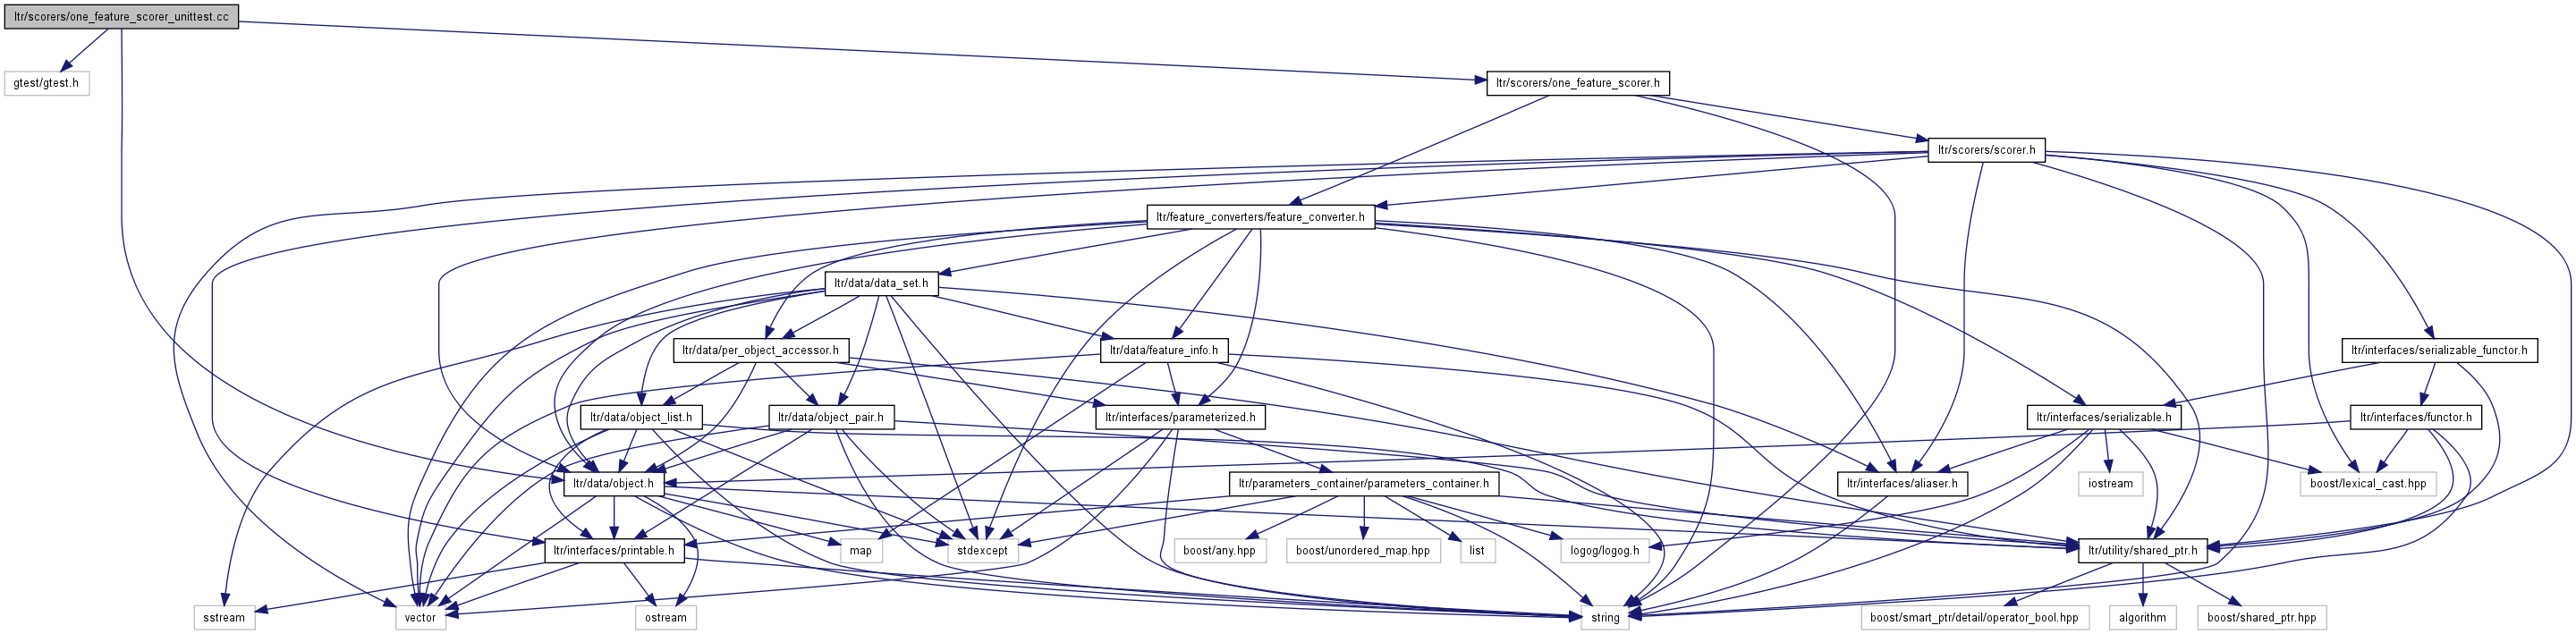 ltr/scorers/one_feature_scorer_unittest.cc
gtest/gtest.h
ltr/scorers/one_feature_scorer.h
ltr/scorers/scorer.h
ltr/feature_converters/feature_converter.h
ltr/data/data_set.h
ltr/data/per_object_accessor.h
ltr/data/feature_info.h
ltr/interfaces/serializable_functor.h
ltr/data/object_list.h
ltr/data/object_pair.h
ltr/interfaces/parameterized.h
ltr/interfaces/serializable.h
ltr/interfaces/functor.h
ltr/data/object.h
ltr/parameters_container/parameters_container.h
ltr/interfaces/aliaser.h
iostream
boost/lexical_cast.hpp
ltr/interfaces/printable.h
map
stdexcept
boost/any.hpp
boost/unordered_map.hpp
list
logog/logog.h
ltr/utility/shared_ptr.h
sstream
vector
ostream
string
boost/smart_ptr/detail/operator_bool.hpp
algorithm
boost/shared_ptr.hpp